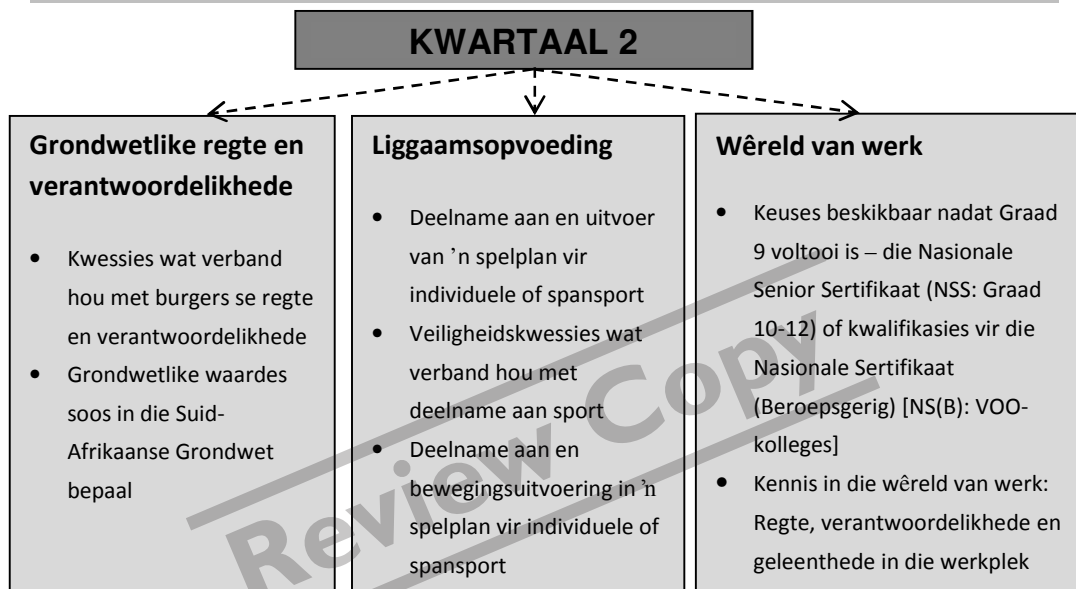 KWARTAAL 2
Grondwetlike regte en
verantwoordelikhede
• Kwessies wat verband
hou met burgers se regte
en verantwoordelikhede
• Grondwetlike waardes
soos in die Suid-
Afrikaanse Grondwet
bepaal
Liggaamsopvoeding
• Deelname aan en uitvoer
van ’n spelplan vir
individuele of spansport
• Veiligheidskwessies wat
verband hou met
deelname aan sport
• Deelname aan en
bewegingsuitvoering in ’n
spelplan vir individuele of
spansport
Wêreld van werk
• Keuses beskikbaar nadat Graad
9 voltooi is – die Nasionale
Senior Sertifikaat (NSS: Graad
10-12) of kwalifikasies vir die
Nasionale Sertifikaat
(Beroepsgerig) [NS(B): VOO-
kolleges]
• Kennis in die wêreld van werk:
Regte, verantwoordelikhede en
geleenthede in die werkplek
Review Copy